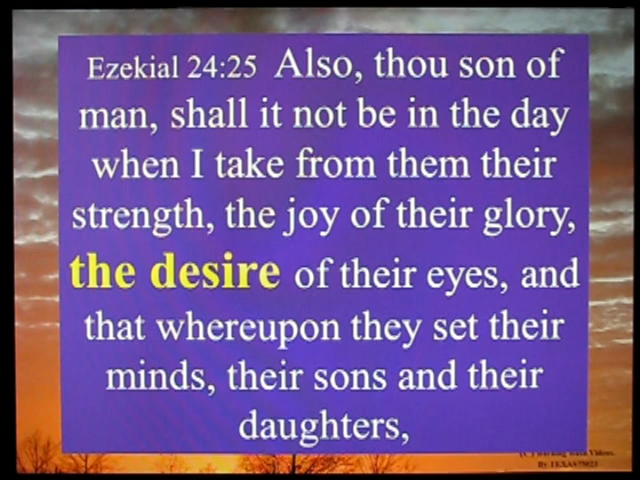 Ezekial 24:25 Also, thou son of
man, shall it not be in the day
when I take from them their
strength, the joy of their glory,
the desire of their eyes, and
that whereupon they set their
minds, their sons and their
daughters,
By TEXAS75023